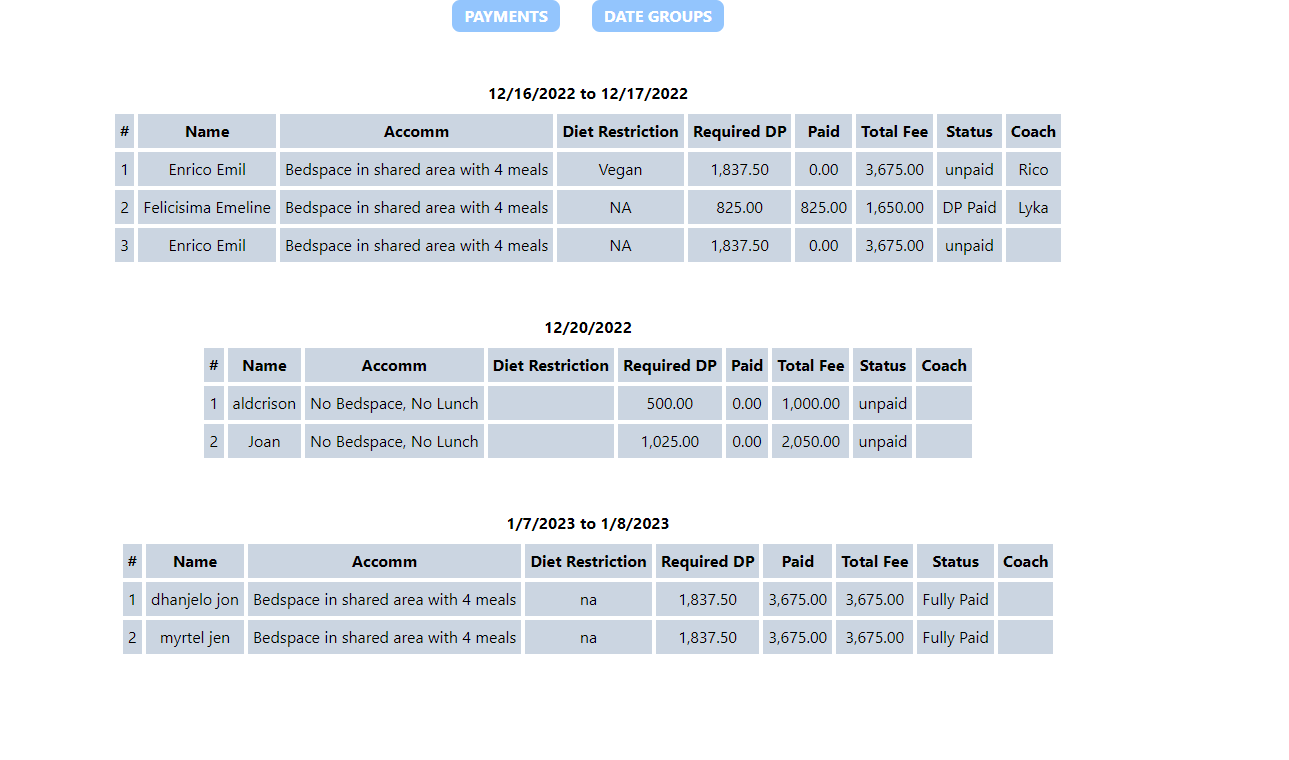 PAYMENTS DATE GROUPS
12/16/2022 to 12/17/2022
# Name Accomm Diet Restriction Required DP Paid Total Fee Status Coach
1 Enrico Emil Bedspace in shared area with 4 meals Vegan 1,837.50 0.00 3,675.00 unpaid Rico
2 Felicisima Emeline Bedspace in shared area with 4 meals NA 825.00 825.00 1,650.00 DP Paid Lyka
3 Enrico Emil Bedspace in shared area with 4 meals NA 1,837.50 0.00 3,675.00 unpaid
12/20/2022
# Name Accomm Diet Restriction Required DP Paid Total Fee Status Coach
1 aldcrison No Bedspace, No Lunch 500.00 0.00 1,000.00 unpaid
2 Joan No Bedspace, No Lunch 1,025.00 0.00 2,050.00 unpaid
1/7/2023 to 1/8/2023
# Name Accomm Diet Restriction Required DP Paid Total Fee Status Coach
1 dhanjelo jon Bedspace in shared area with 4 meals na 1,837.50 3,675.00 3,675.00 Fully Paid
2 myrtel jen Bedspace in shared area with 4 meals na 1,837.50 3,675.00 3,675.00 Fully Paid